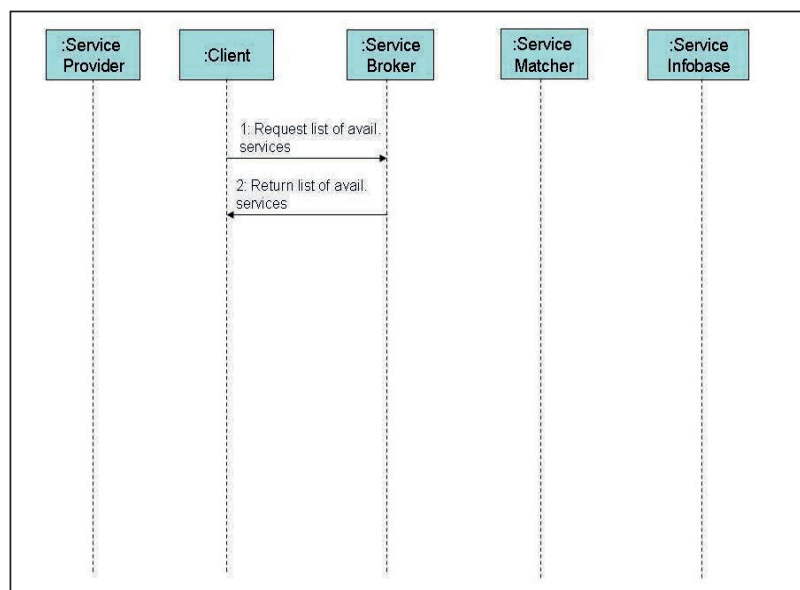 :Service
Provider
:Client
:Service
Broker
:Service
Matcher
:Service
Infobase
1: Request list of avail.
services
2: Return list of avail.
services